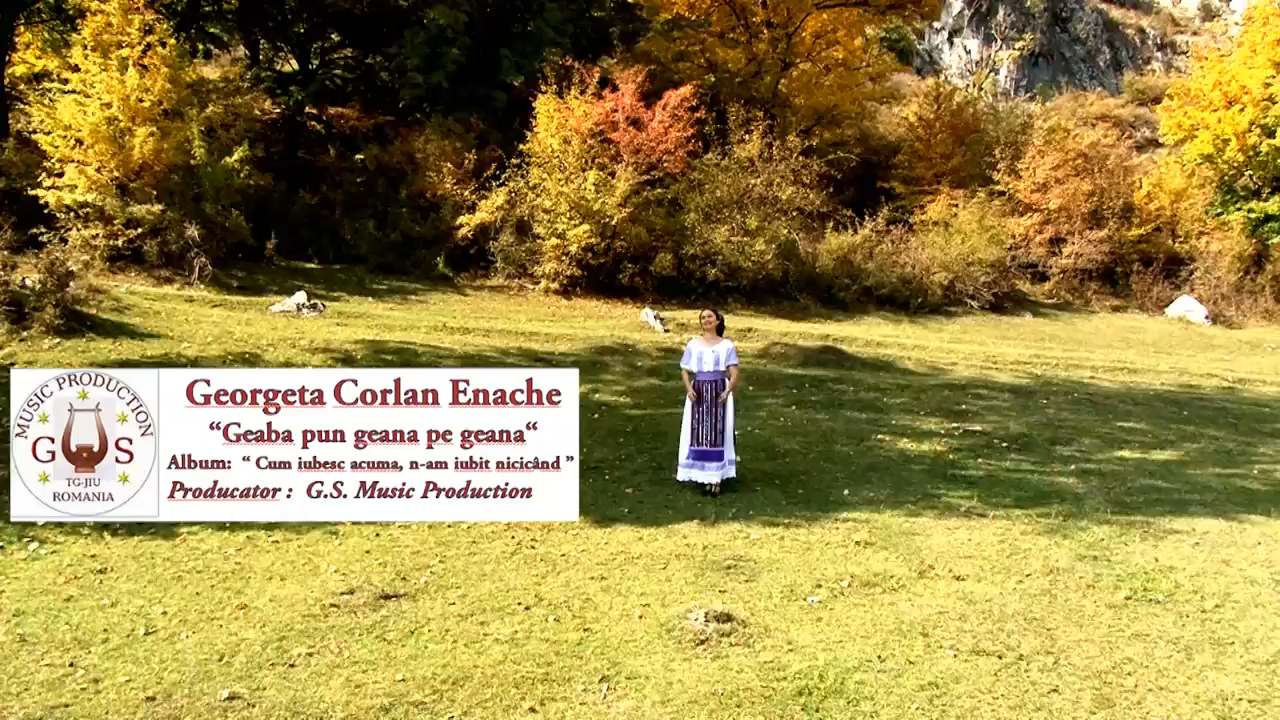 MUSIC PRODUCTION
G S
TG-JIU
ROMANIA
Georgeta Corlan Enache
“Geaba pun geana pe geana“
Album: “ Cum iubesc acuma, n-am iubit nicicând ”
Producator : G.S. Music Production